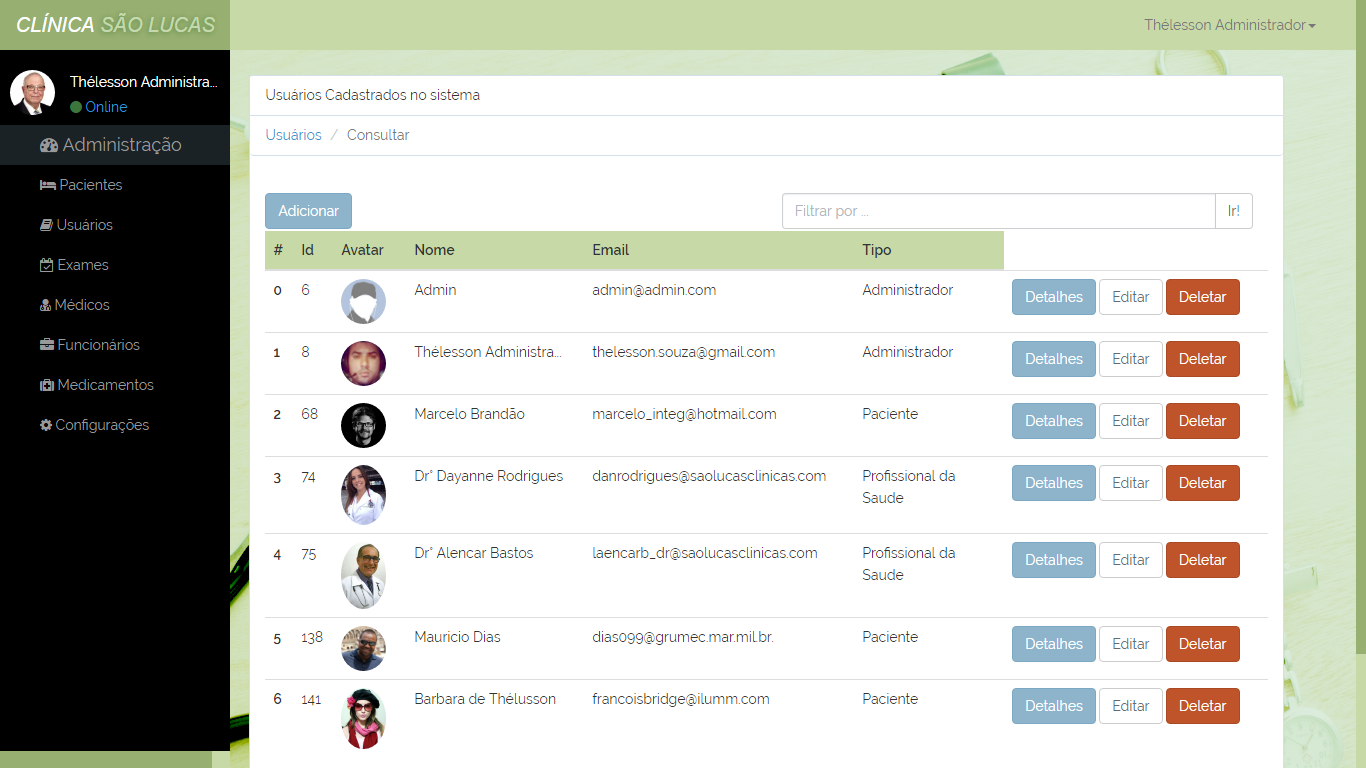 CLÍNICA SÃO LUCAS
Thélesson Administrador
Thélesson Administra...
Online
Administração
Pacientes
Usuários
Exames
Médicos
Funcionários
Medicamentos
Configurações
Usuários Cadastrados no sistema
Usuários / Consultar
Adicionar
Filtrar por ...
Ir!
# Id Avatar Nome Email Tipo
0 6 Admin admin@admin.com Administrador Detalhes Editar Deletar
1 8 Thélesson Administra... thelesson.souza@gmail.com Administrador Detalhes Editar Deletar
2 68 Marcelo Brandão marcelo_integ@hotmail.com Paciente Detalhes Editar Deletar
3 74 Dr° Dayanne Rodrigues danrodrigues@saolucasclinicas.com Profissional da Detalhes Editar Deletar
Saude
4 75 Dr° Alencar Bastos laencarb_dr@saolucasclinicas.com Profissional da Detalhes Editar Deletar
Saude
5 138 Mauricio Dias dias099@grumec.mar.mil.br. Paciente Detalhes Editar Deletar
6 141 Barbara de Thélusson francoisbridge@ilumm.com Paciente Detalhes Editar Deletar